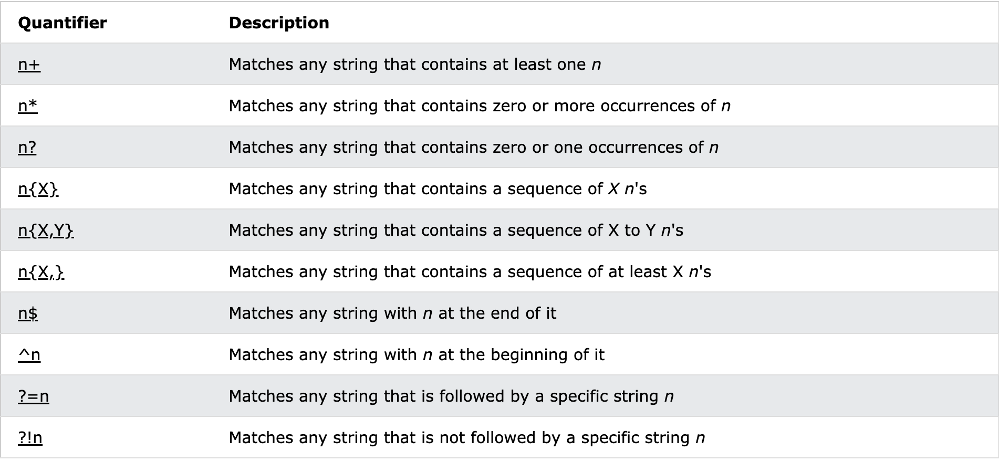 Quantifier Description
n+ Matches any string that contains at least one n
n* Matches any string that contains zero or more occurrences of n
n? Matches any string that contains zero or one occurrences of n
n{X} Matches any string that contains a sequence of X n's
n{X,Y} Matches any string that contains a sequence of X to Y n's
n{X,} Matches any string that contains a sequence of at least X n's
n$ Matches any string with n at the end of it
^n Matches any string with n at the beginning of it
?=n Matches any string that is followed by a specific string n
?!n Matches any string that is not followed by a specific string n